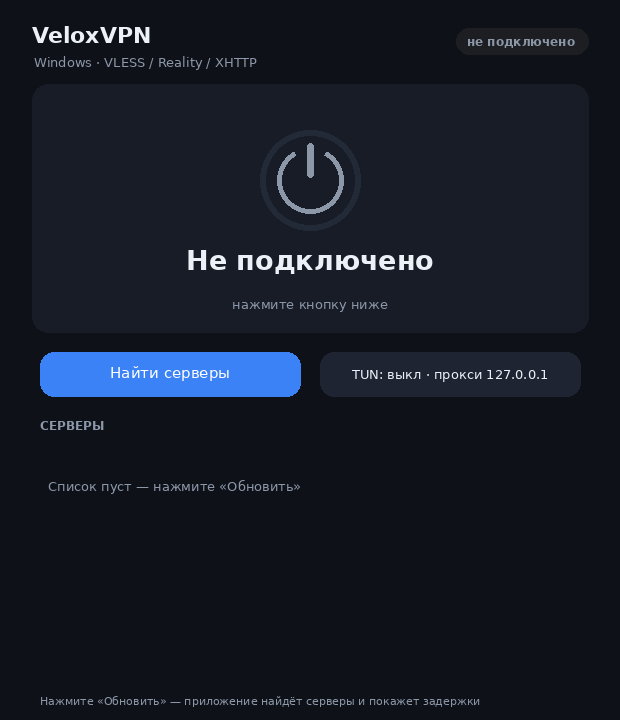 VeloxVPN
не подключено
Windows · VLESS / Reality / XHTTP
Не подключено
нажмите кнопку ниже
Найти серверы
TUN: выкл · прокси 127.0.0.1
СЕРВЕРЫ
Список пуст — нажмите «Обновить»
Нажмите «Обновить» — приложение найдёт серверы и покажет задержки